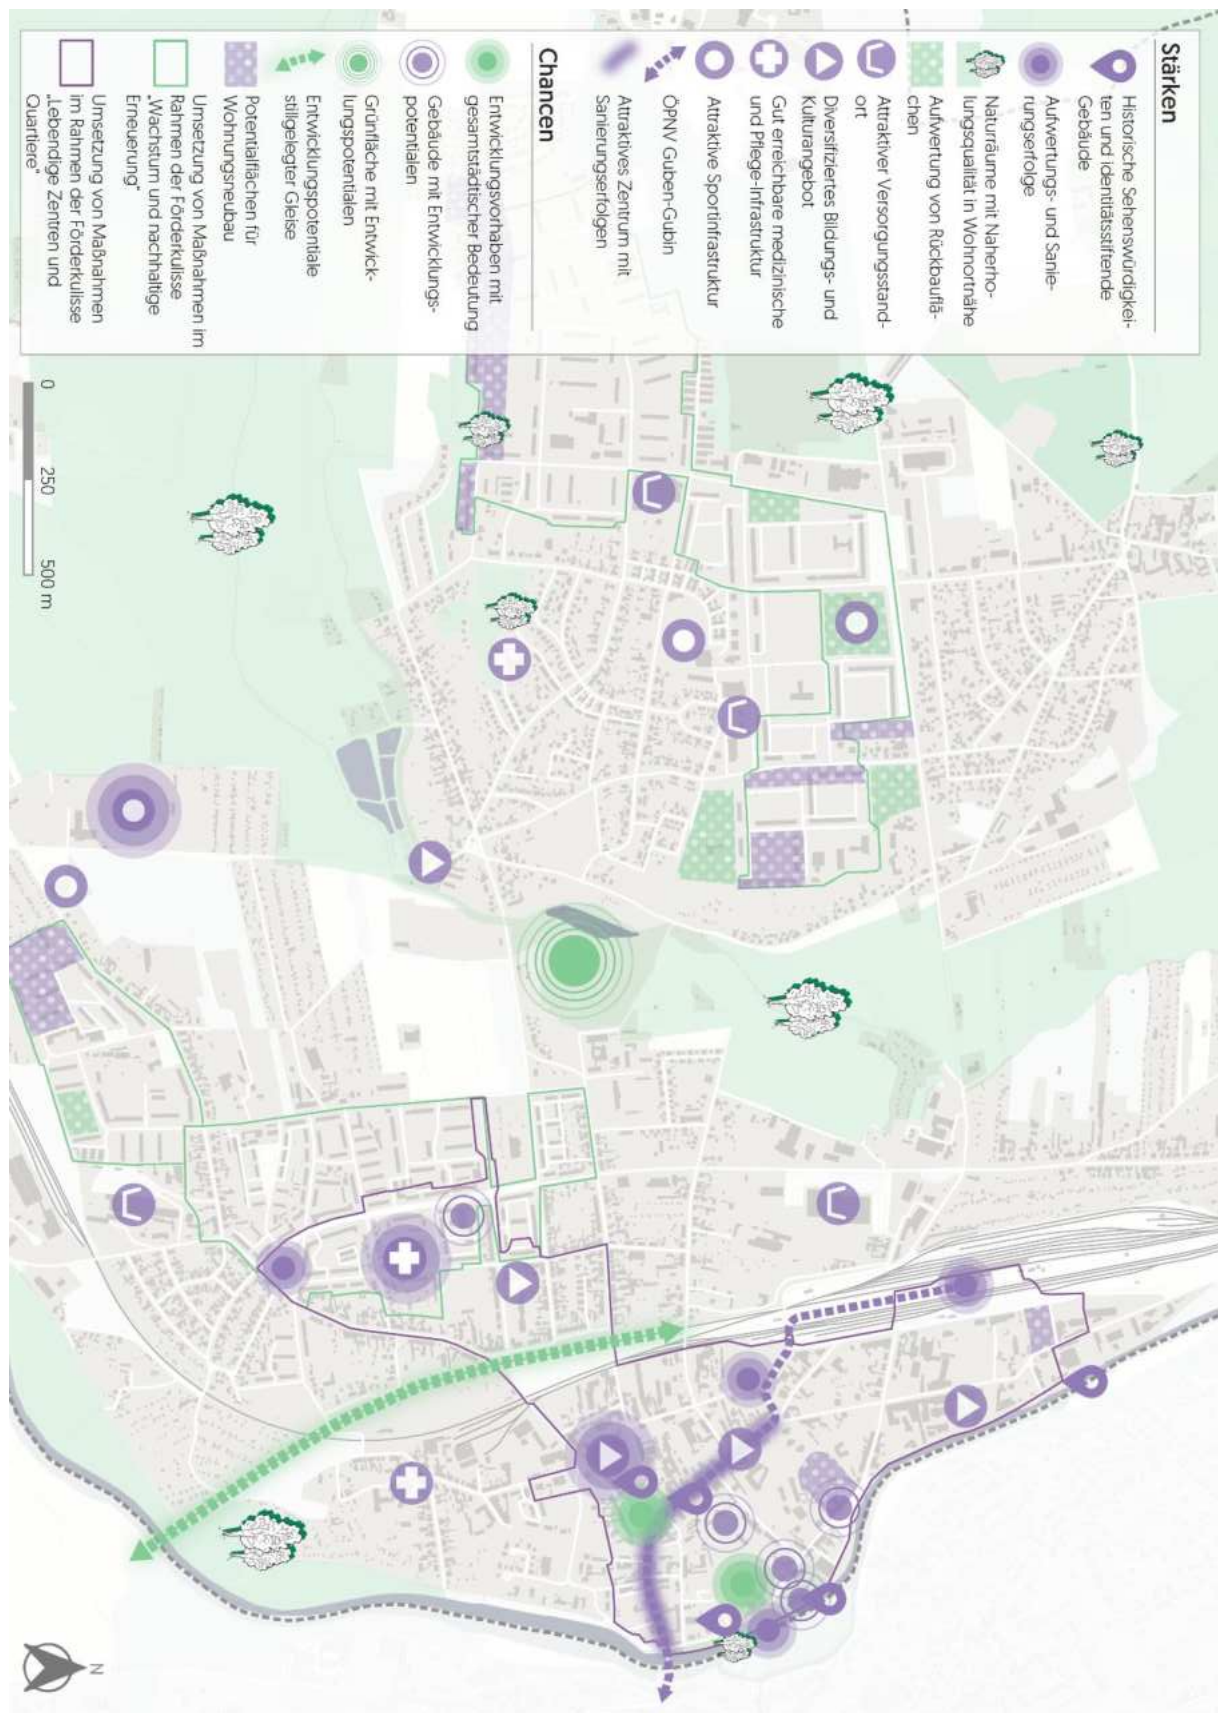 Stärken
Historische Sehenswürdigkei-
ten und identitätsstiftende
Gebäude
Aufwertungs- und Sanie-
rungserfolge
Naturräume mit Naherho-
lungsqualität in Wohnortnähe
Aufwertung von Rückbauflä-
chen
Attraktiver Versorgungsstand-
ort
Diversifiziertes Bildungs- und
Kulturangebot
Gut erreichbare medizinische
und Pflege-Infrastruktur
Attraktive Sportinfrastruktur
ÖPNV Guben-Gubin
Attraktives Zentrum mit
Sanierungserfolgen
Chancen
Entwicklungsvorhaben mit
gesamtstädtischer Bedeutung
Gebäude mit Entwicklungs-
potentialen
Grünfläche mit Entwick-
lungspotentialen
Entwicklungspotentiale
stillgelegter Gleise
Potentialflächen für
Wohnungsneubau
Umsetzung von Maßnahmen im
Rahmen der Förderkulisse
„Wachstum und nachhaltige
Erneuerung"
Umsetzung von Maßnahmen
im Rahmen der Förderkulisse
„Lebendige Zentren und
Quartiere"
0 250 500 m
N